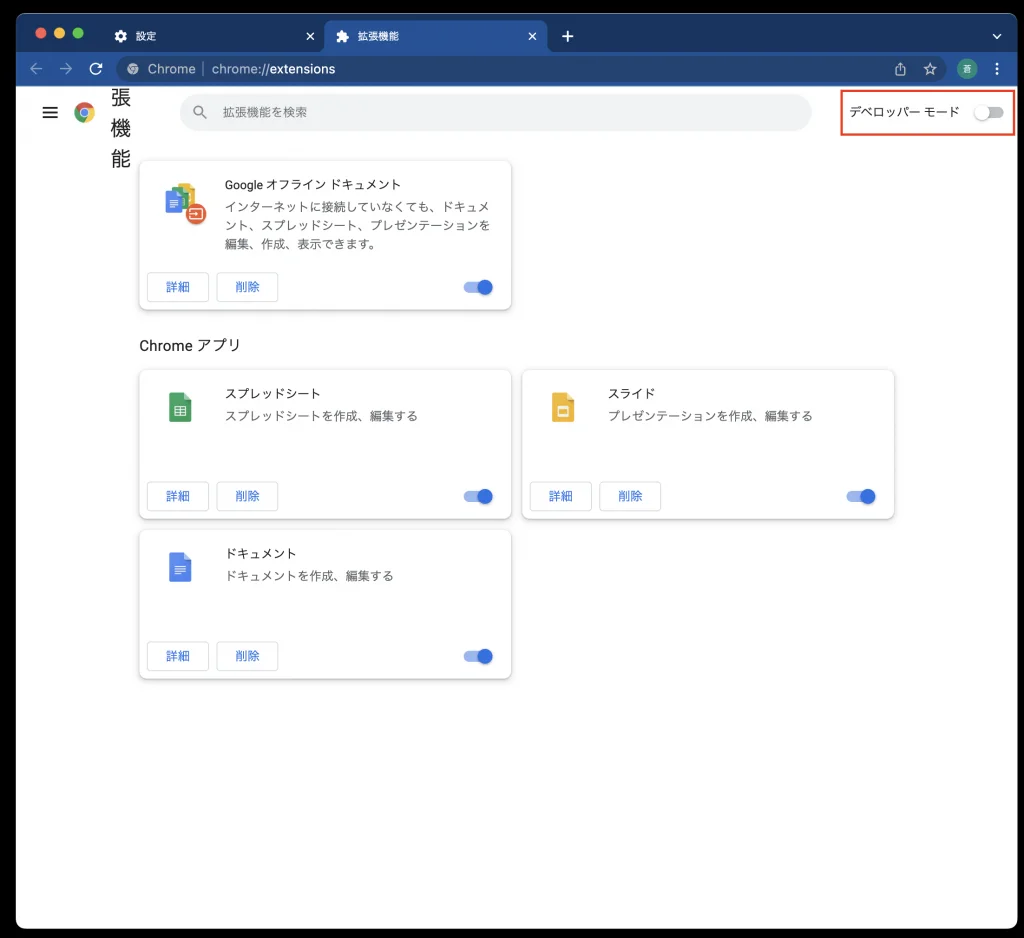 設定
拡張機能
Chrome | chrome://extensions
蒼
張
機
能
拡張機能を検索
デベロッパー モード
Google オフライン ドキュメント
インターネットに接続していなくても、ドキュメ
ント、スプレッドシート、プレゼンテーションを
編集、作成、表示できます。
詳細
削除
Chrome アプリ
スプレッドシート
スプレッドシートを作成、編集する
詳細
削除
スライド
プレゼンテーションを作成、編集する
詳細
削除
ドキュメント
ドキュメントを作成、編集する
詳細
削除